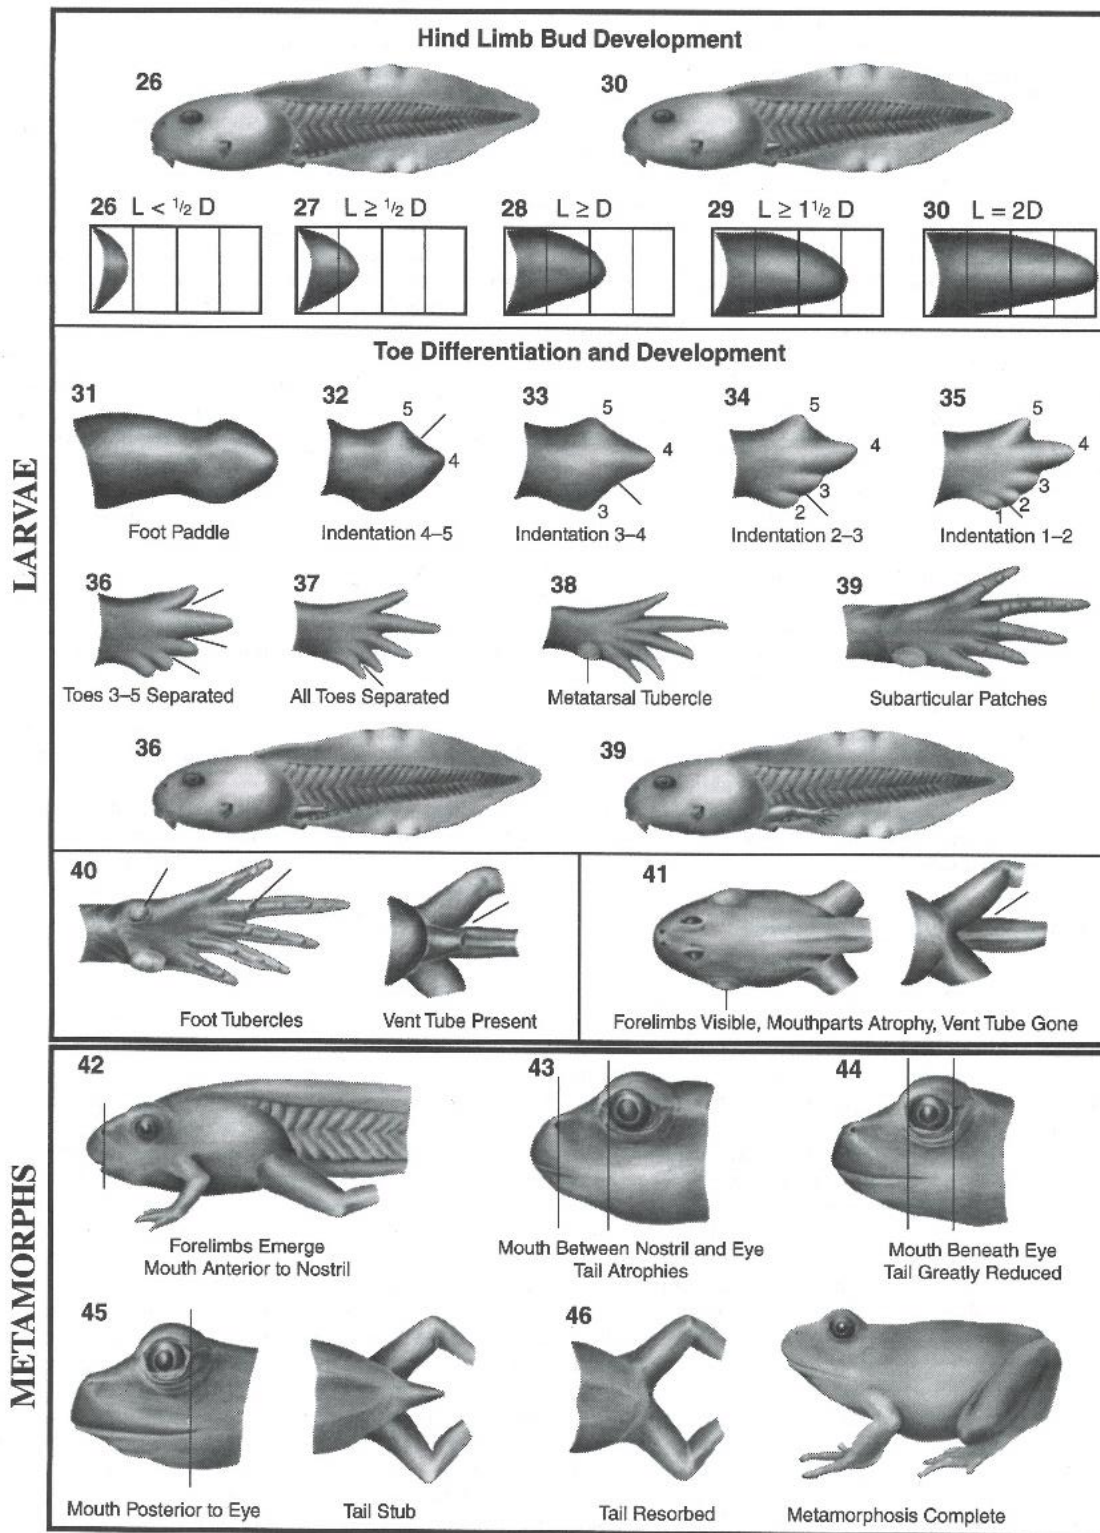 Hind Limb Bud Development
26 30
26 L < 1/2 D 27 L ≥ 1/2 D 28 L ≥ D 29 L ≥ 1 1/2 D 30 L = 2D
Toe Differentiation and Development
31 32 5 4 33 5 4 3 34 5 4 3 2 35 5 4 3 2 1
Foot Paddle Indentation 4–5 Indentation 3–4 Indentation 2–3 Indentation 1–2
36 37 38 39
Toes 3–5 Separated All Toes Separated Metatarsal Tubercle Subarticular Patches
36 39
LARVAE
40 41
Foot Tubercles Vent Tube Present Forelimbs Visible, Mouthparts Atrophy, Vent Tube Gone
42 43 44
Forelimbs Emerge
Mouth Anterior to Nostril
Mouth Between Nostril and Eye
Tail Atrophies
Mouth Beneath Eye
Tail Greatly Reduced
METAMORPHS
45 46
Mouth Posterior to Eye Tail Stub Tail Resorbed Metamorphosis Complete